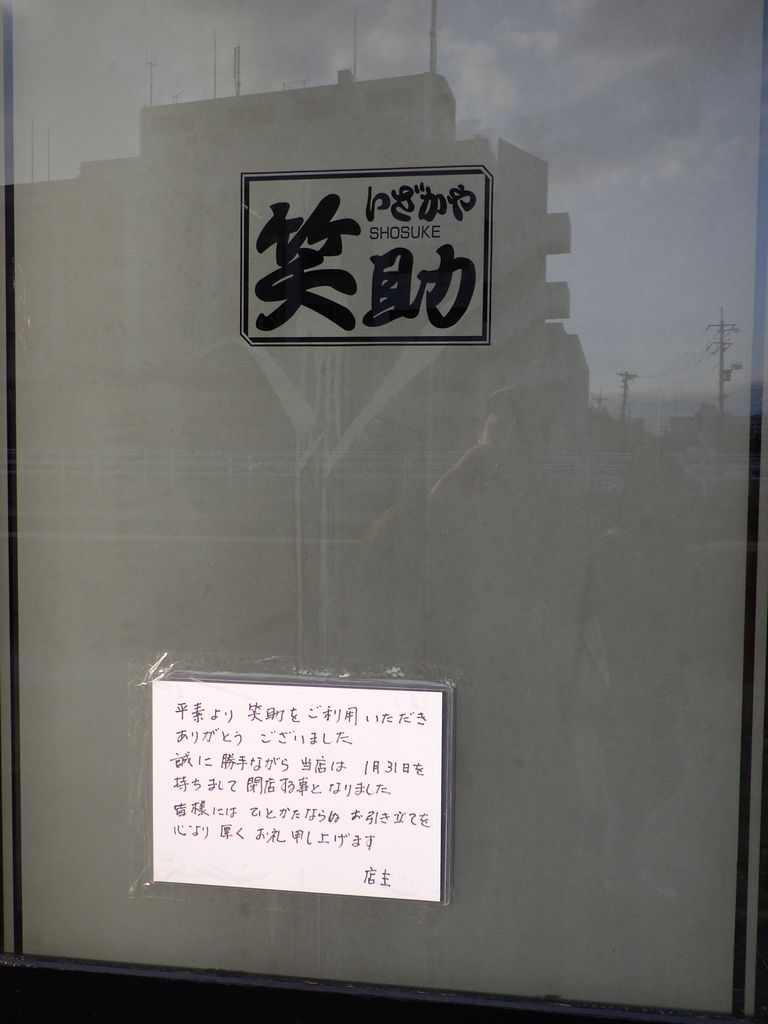 いざかや
SHOSUKE
笑助
平素より 笑助を ご利用 いただき
ありがとう ございました
誠に 勝手ながら 当店は 1月31日を
持ちまして 閉店する事と なりました
皆様には ひとかたならぬ お引き立てを
心より 厚く お礼 申し上げます
店主